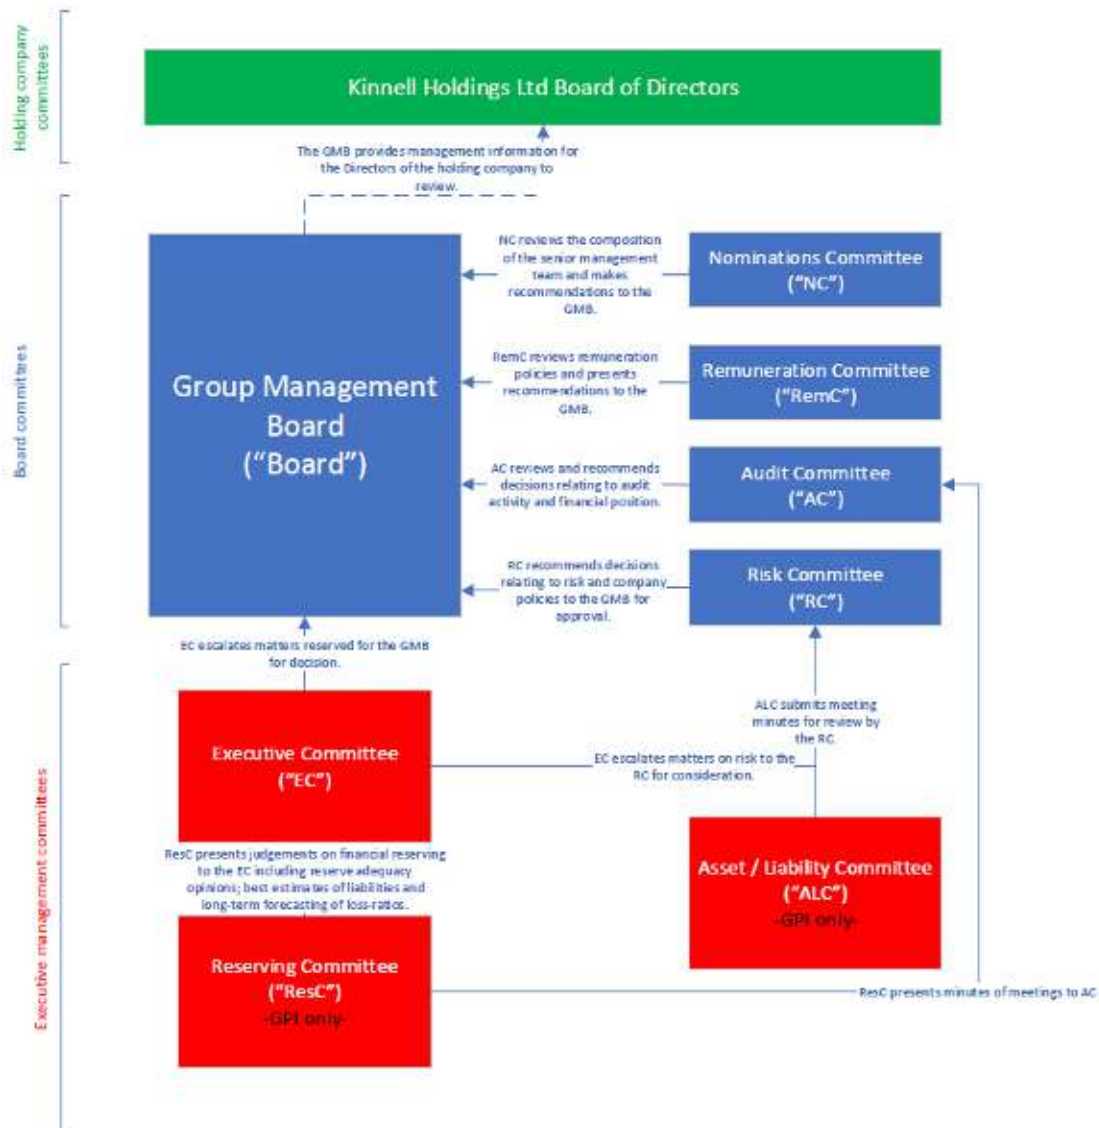 Holding company
committees
Kinnell Holdings Ltd Board of Directors
The GMB provides management information for
the Directors of the holding company to
review.
Board committees
Group Management
Board
("Board")
NC reviews the composition
of the senior management
team and makes
recommendations to the
GMB.
Nominations Committee
("NC")
RemC reviews remuneration
policies and presents
recommendations to the
GMB.
Remuneration Committee
("RemC")
AC reviews and recommends
decisions relating to audit
activity and financial position.
Audit Committee
("AC")
RC recommends decisions
relating to risk and company
policies to the GMB for
approval.
Risk Committee
("RC")
EC escalates matters reserved for the GMB
for decision.
Executive management committees
Executive Committee
("EC")
ALC submits meeting
minutes for review by
the RC.
EC escalates matters on risk to the
RC for consideration.
ResC presents judgements on financial reserving
to the EC including reserve adequacy
opinions; best estimates of liabilities and
long-term forecasting of loss-ratios.
Asset / Liability Committee
("ALC")
-GPI only-
Reserving Committee
("ResC")
-GPI only-
ResC presents minutes of meetings to AC